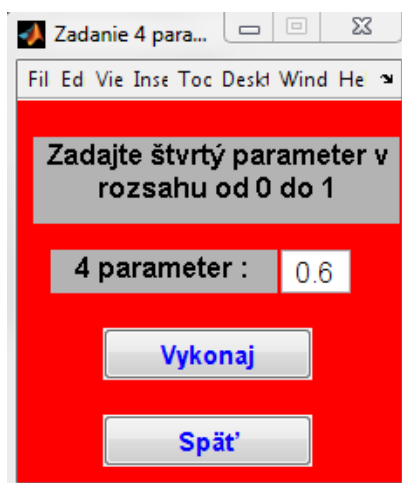 Zadanie 4 para...
Fil Ed Vie Inse Toc Deskt Wind He
Zadajte štvrtý parameter v
rozsahu od 0 do 1
4 parameter : 0.6
Vykonaj
Späť